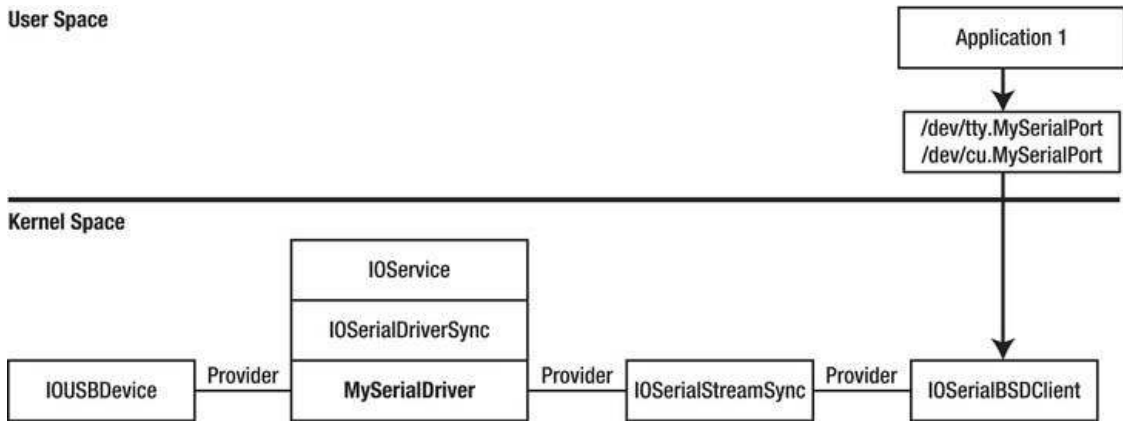 User Space
Application 1
/dev/tty.MySerialPort
/dev/cu.MySerialPort
Kernel Space
IOService
IOSerialDriverSync
IOUSBDevice
Provider
MySerialDriver
Provider
IOSerialStreamSync
Provider
IOSerialBSDClient